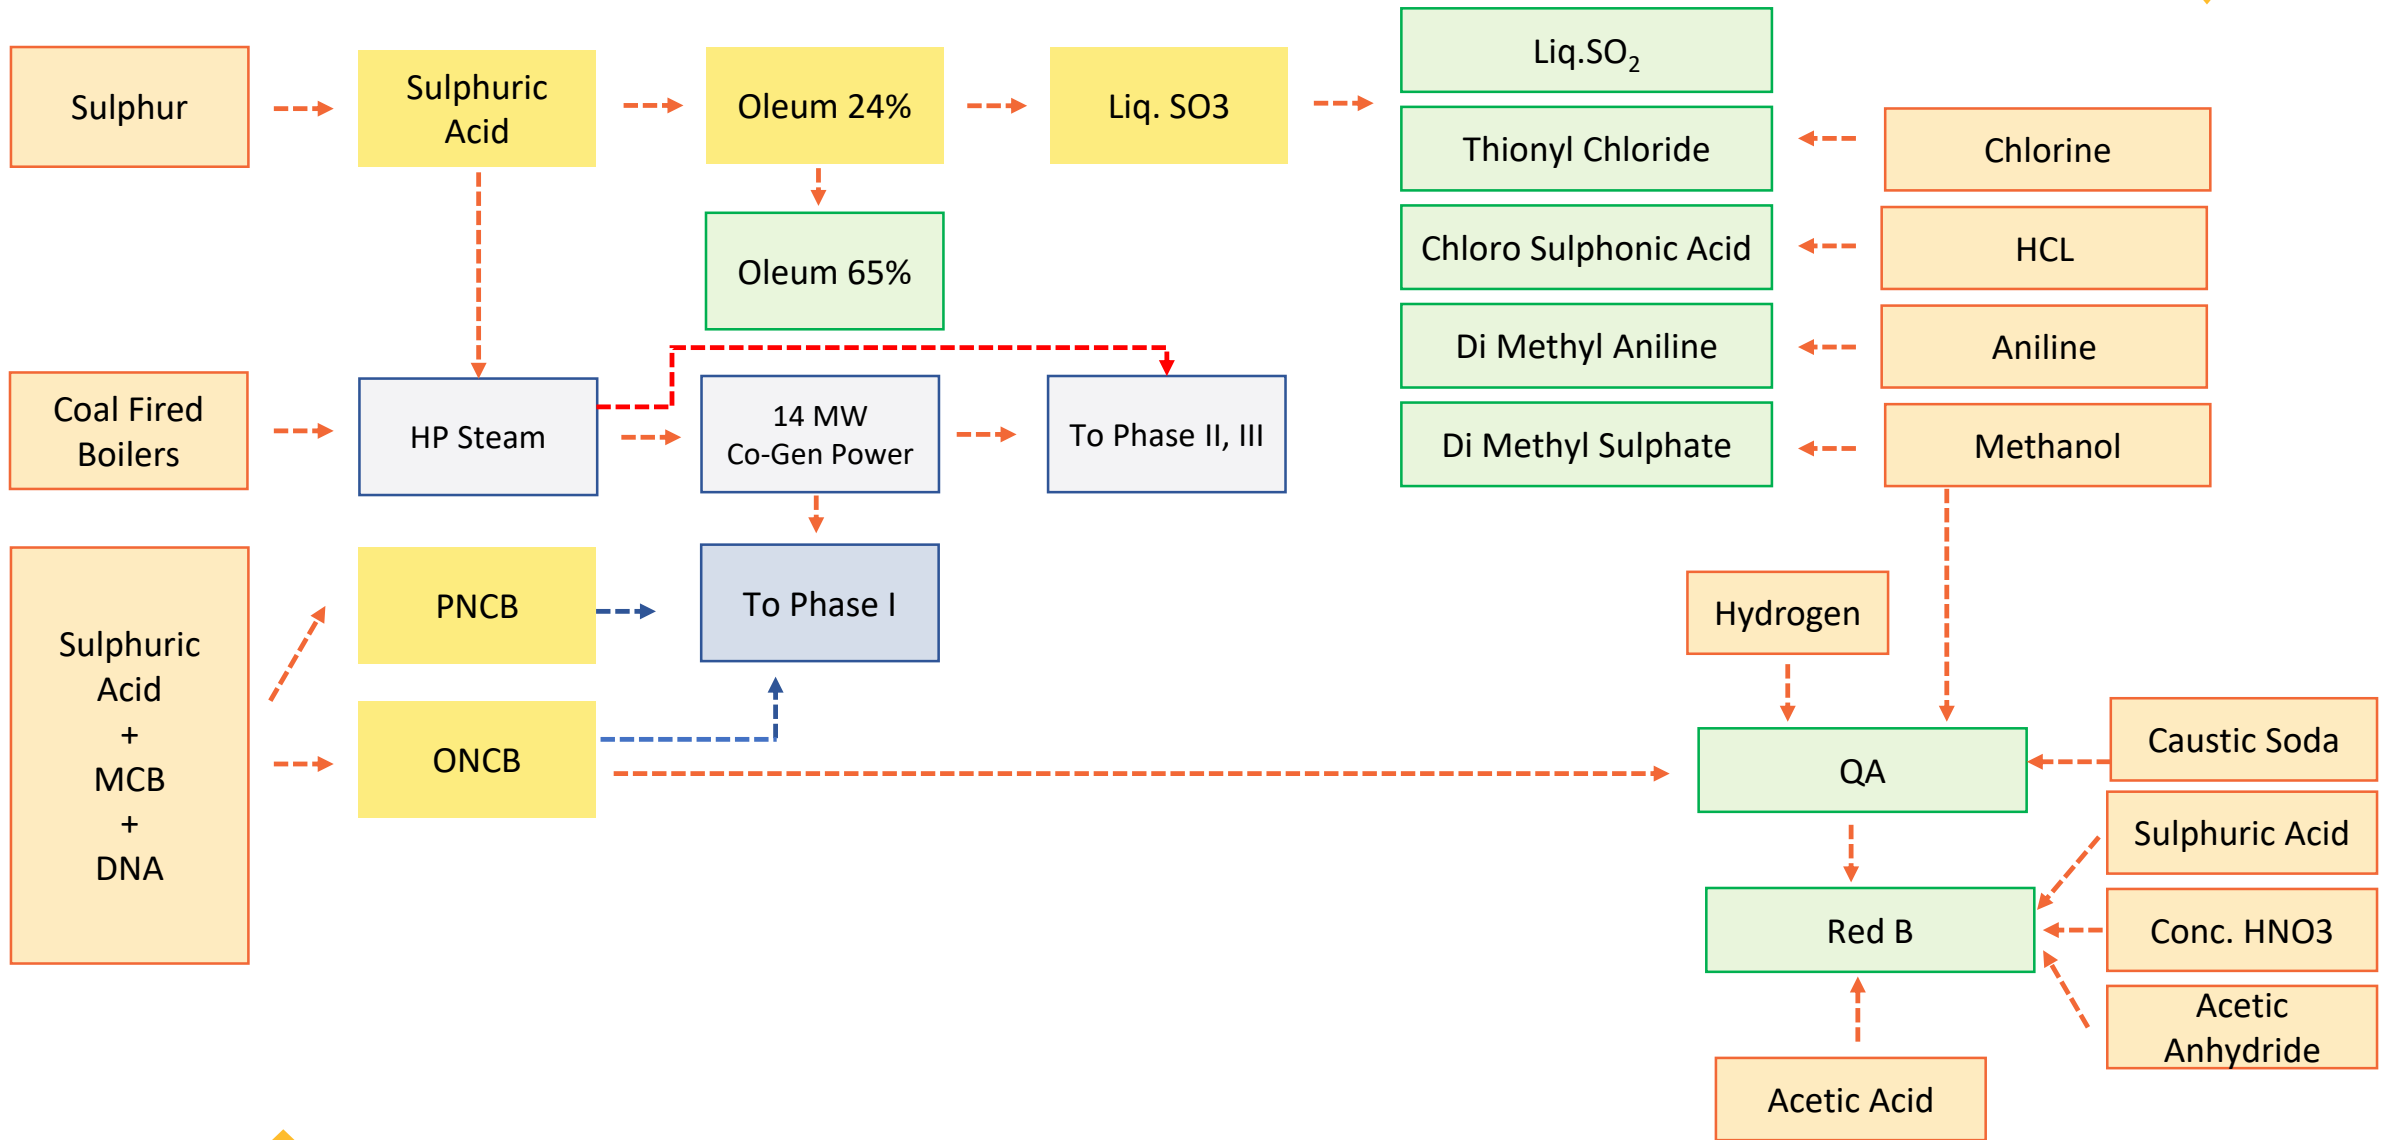 Sulphur
Sulphuric
Acid
Oleum 24%
Liq. SO3
Liq.SO₂
Thionyl Chloride
Chlorine
Chloro Sulphonic Acid
HCL
Oleum 65%
Di Methyl Aniline
Aniline
Coal Fired
Boilers
HP Steam
14 MW
Co-Gen Power
To Phase II, III
Di Methyl Sulphate
Methanol
Sulphuric
Acid
+
MCB
+
DNA
PNCB
To Phase I
ONCB
Hydrogen
QA
Caustic Soda
Sulphuric Acid
Red B
Conc. HNO3
Acetic
Anhydride
Acetic Acid